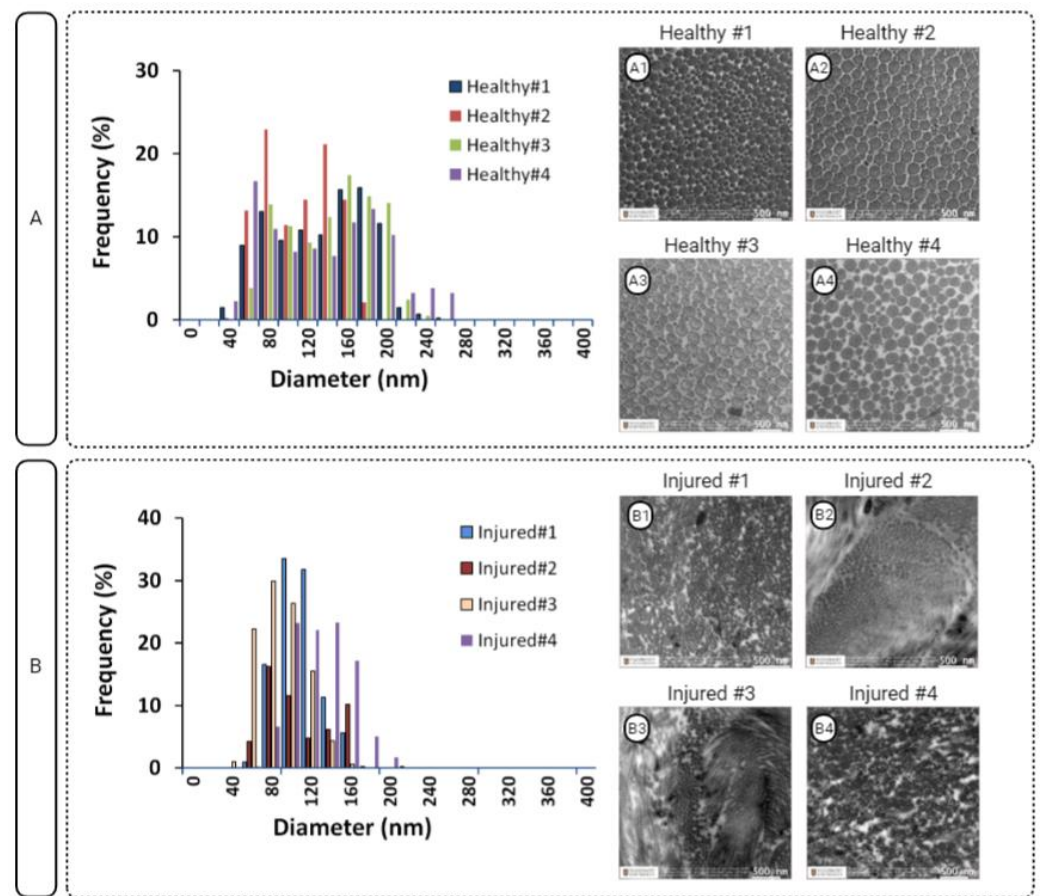 A
Frequency (%)
30
20
10
0
0 40 80 120 160 200 240 280 320 360 400
Diameter (nm)
Healthy#1
Healthy#2
Healthy#3
Healthy#4
Healthy #1
Healthy #2
A1
A2
500 nm
500 nm
Healthy #3
Healthy #4
A3
A4
500 nm
500 nm
B
Frequency (%)
40
30
20
10
0
0 40 80 120 160 200 240 280 320 360 400
Diameter (nm)
Injured#1
Injured#2
Injured#3
Injured#4
Injured #1
Injured #2
B1
B2
500 nm
500 nm
Injured #3
Injured #4
B3
B4
500 nm
500 nm